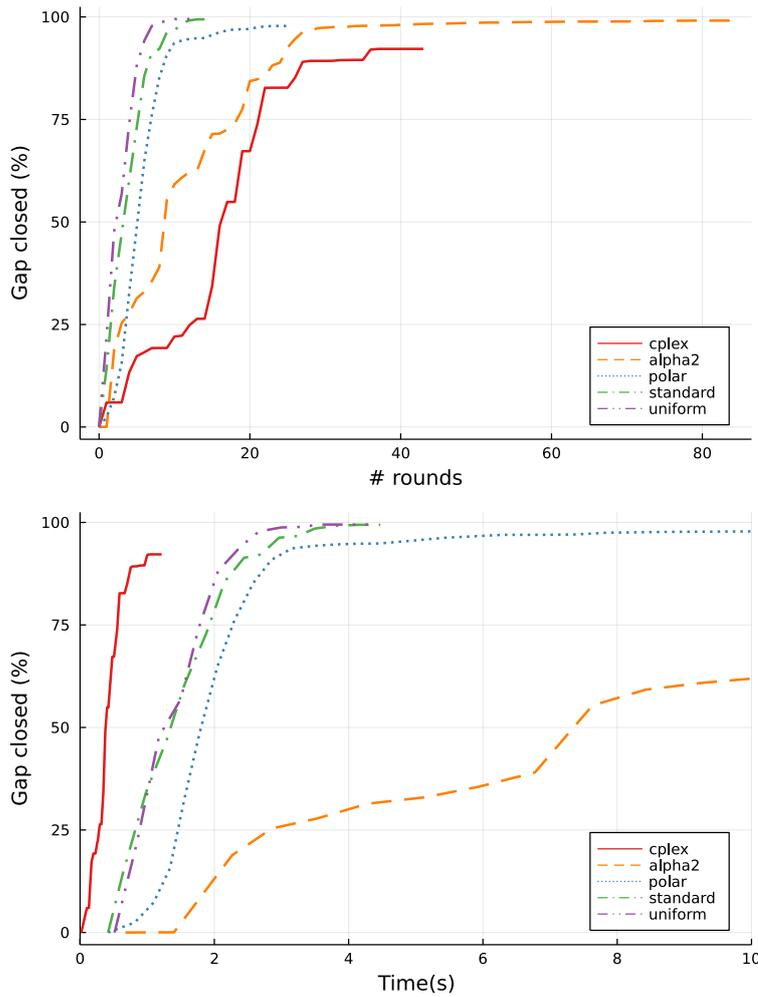 100
75
50
25
0
Gap closed (%)
cplex
alpha2
polar
standard
uniform
0 20 40 60 80
# rounds
100
75
50
25
0
Gap closed (%)
cplex
alpha2
polar
standard
uniform
0 2 4 6 8 10
Time(s)